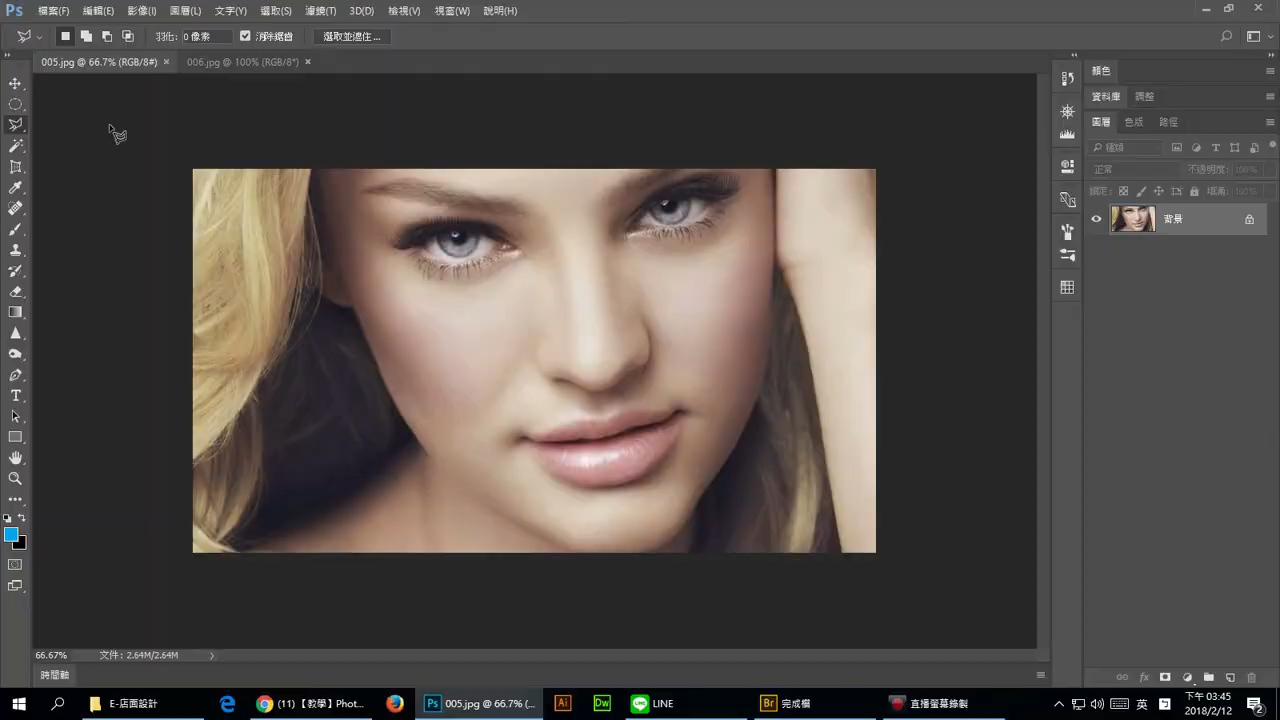 Ps 檔案(F) 編輯(E) 影像(I) 圖層(L) 文字(Y) 選取(S) 濾鏡(T) 3D(D) 檢視(V) 視窗(W) 說明(H)
羽化: 0 像素 消除鋸齒 選取並遮住...
005.jpg @ 66.7% (RGB/8#) × 006.jpg @ 100% (RGB/8*) ×
顏色
資料庫 調整
圖層 色版 路徑
種類
正常 不透明度: 100%
鎖定: 填滿: 100%
背景
66.67% 文件: 2.64M/2.64M
時間軸
E-店面設計 (11)【教學】Phot... Ps 005.jpg @ 66.7% (... Ai Dw LINE Br 完成檔 直播螢幕錄製 英 下午 03:45
2018/2/12